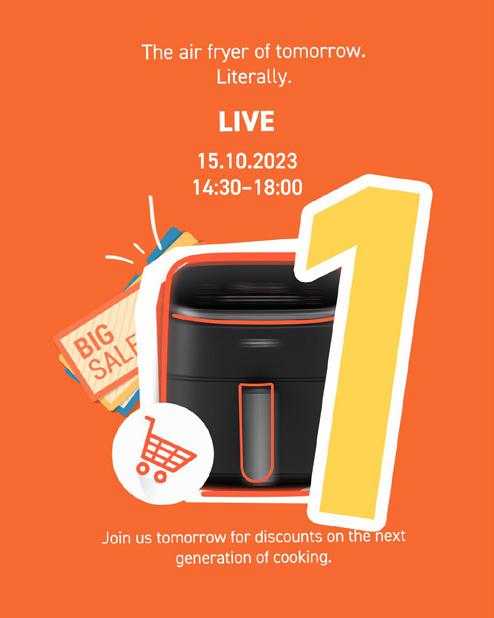 The air fryer of tomorrow.
Literally.
LIVE
15.10.2023
14:30–18:00
1
BIG
SALE
Join us tomorrow for discounts on the next
generation of cooking.